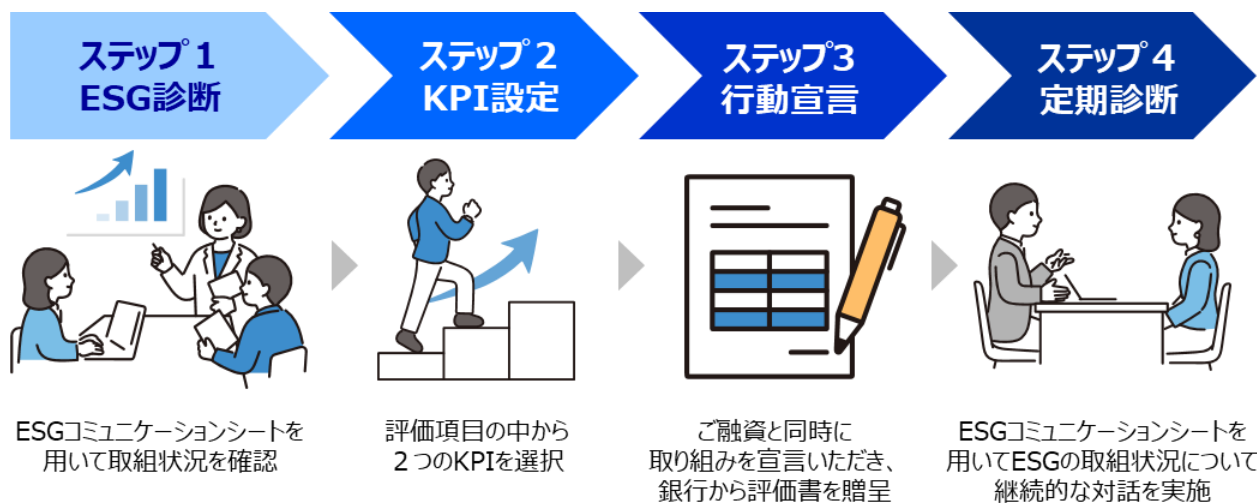 ステップ 1
ESG診断
ステップ 2
KPI設定
ステップ3
行動宣言
ステップ 4
定期診断
ESGコミュニケーションシートを
用いて取組状況を確認
評価項目の中から
２つのKPIを選択
ご融資と同時に
取り組みを宣言いただき、
銀行から評価書を贈呈
ESGコミュニケーションシートを
用いてESGの取組状況について
継続的な対話を実施